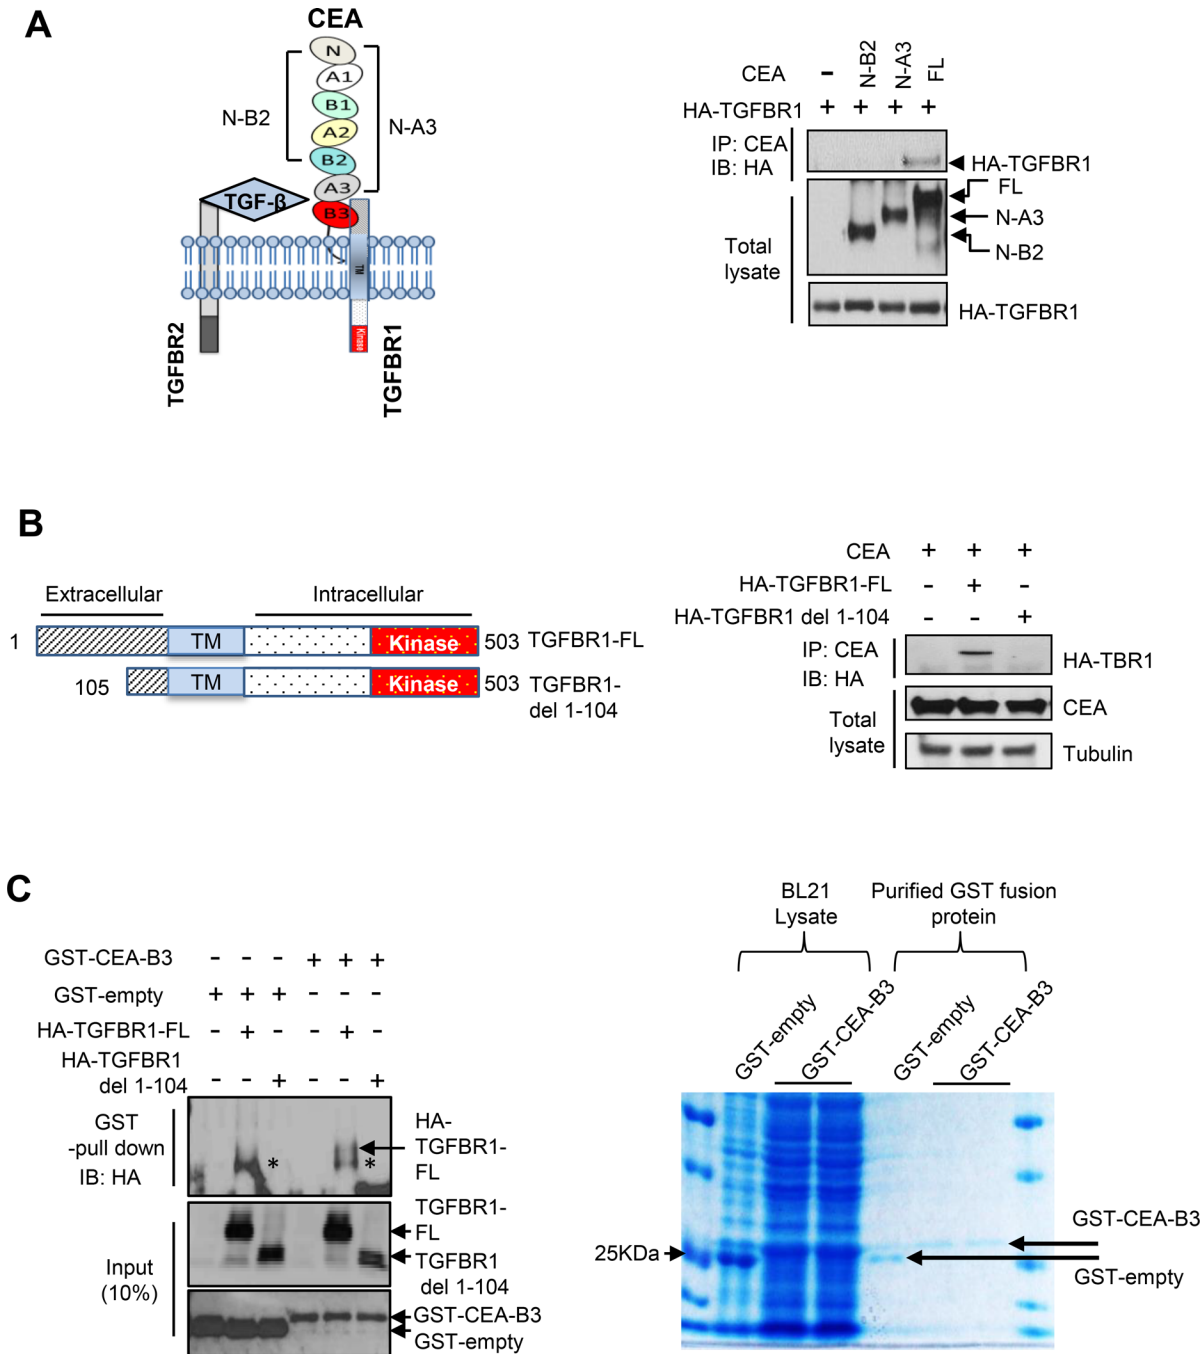 A
CEA
N
A1
B1
A2
B2
A3
B3
N-B2
N-A3
TGF-β
TM
Kinase
TGFBR2
TGFBR1
CEA - N-B2 N-A3 FL
HA-TGFBR1 + + + +
IP: CEA
IB: HA
HA-TGFBR1
FL
N-A3
N-B2
Total
lysate
HA-TGFBR1
B
Extracellular Intracellular
1 TM Kinase 503 TGFBR1-FL
105 TM Kinase 503 TGFBR1-
del 1-104
CEA + + +
HA-TGFBR1-FL - + -
HA-TGFBR1 del 1-104 - - +
IP: CEA
IB: HA
HA-TBR1
CEA
Total
lysate
Tubulin
C
GST-CEA-B3 - - - + + +
GST-empty + + + - - -
HA-TGFBR1-FL - + - - + -
HA-TGFBR1
del 1-104 - - + - - +
GST
-pull down
IB: HA
* *
HA-
TGFBR1-
FL
TGFBR1-
FL
TGFBR1
del 1-104
Input
(10%)
GST-CEA-B3
GST-empty
BL21
Lysate
Purified GST fusion
protein
GST-empty
GST-CEA-B3
GST-empty
GST-CEA-B3
25KDa
GST-CEA-B3
GST-empty